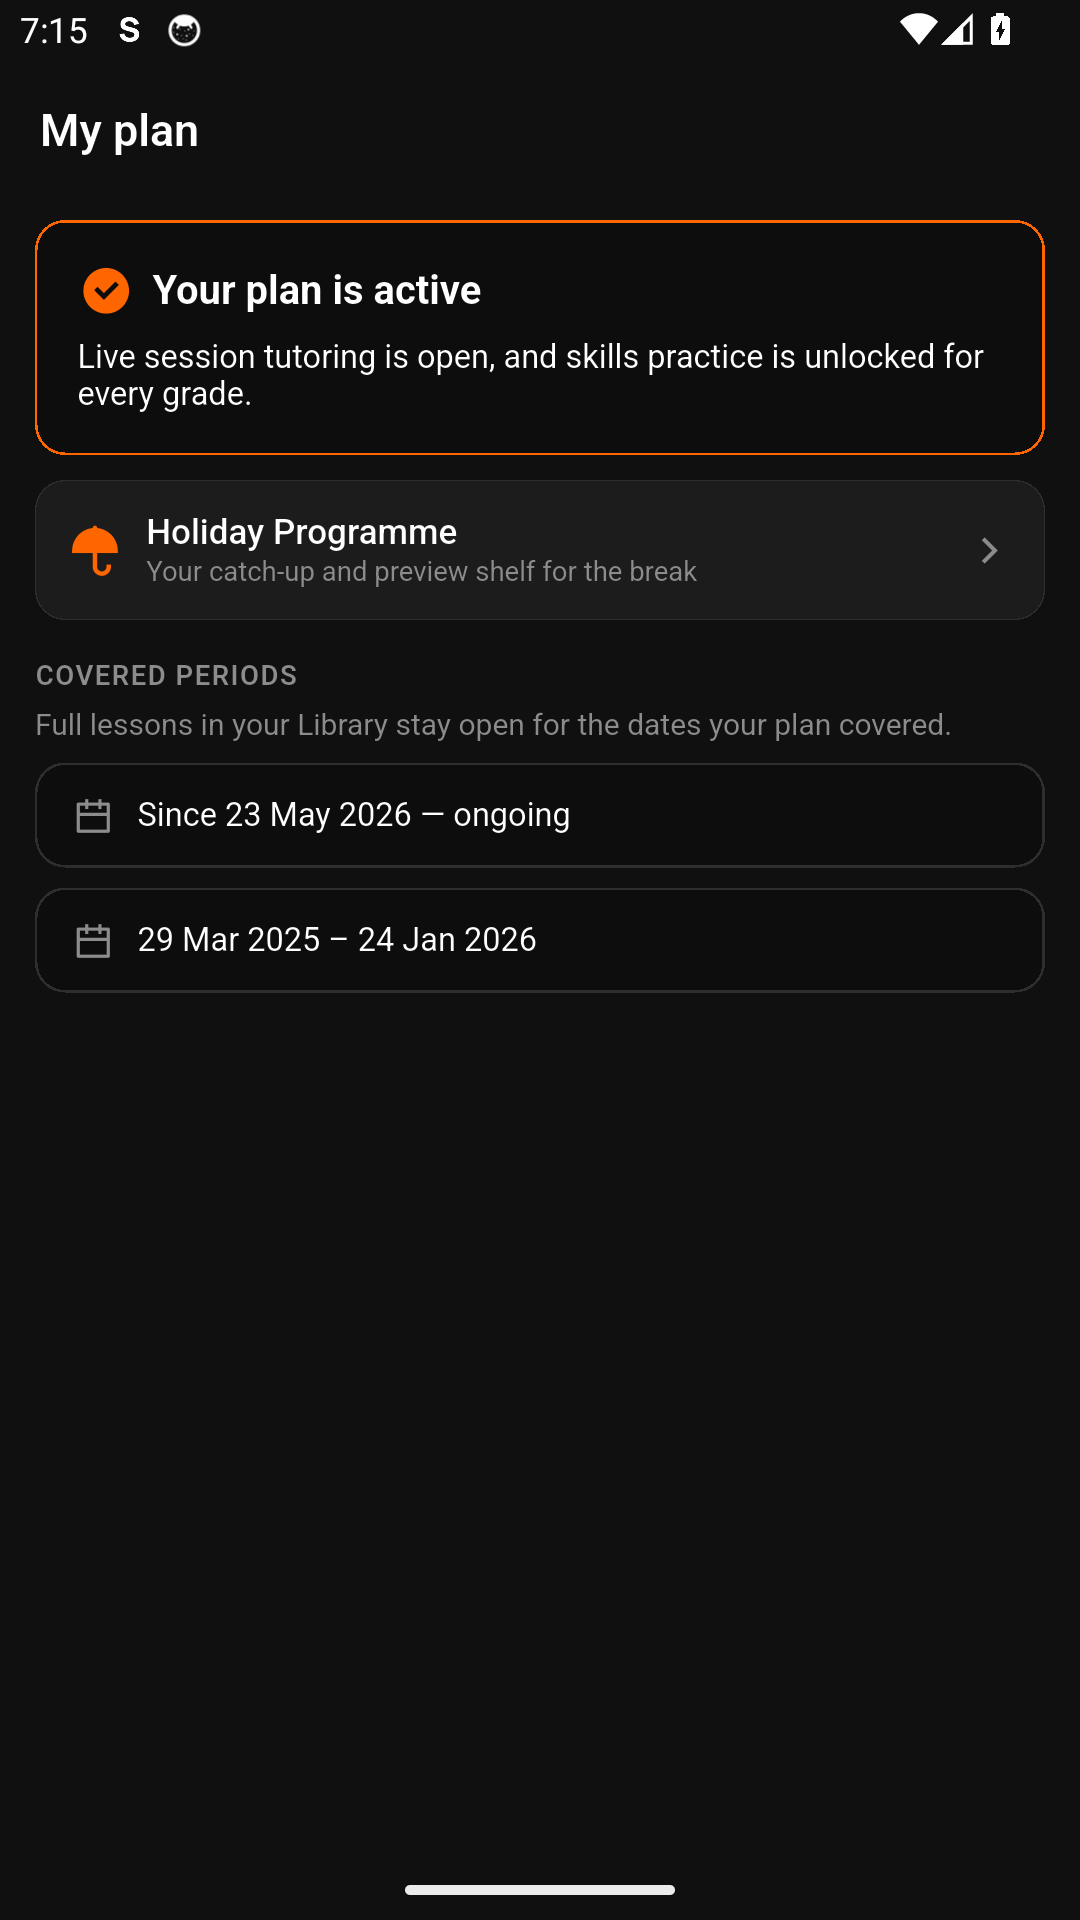 7:15 S
My plan
Your plan is active
Live session tutoring is open, and skills practice is unlocked for
every grade.
Holiday Programme
Your catch-up and preview shelf for the break
COVERED PERIODS
Full lessons in your Library stay open for the dates your plan covered.
Since 23 May 2026 — ongoing
29 Mar 2025 – 24 Jan 2026